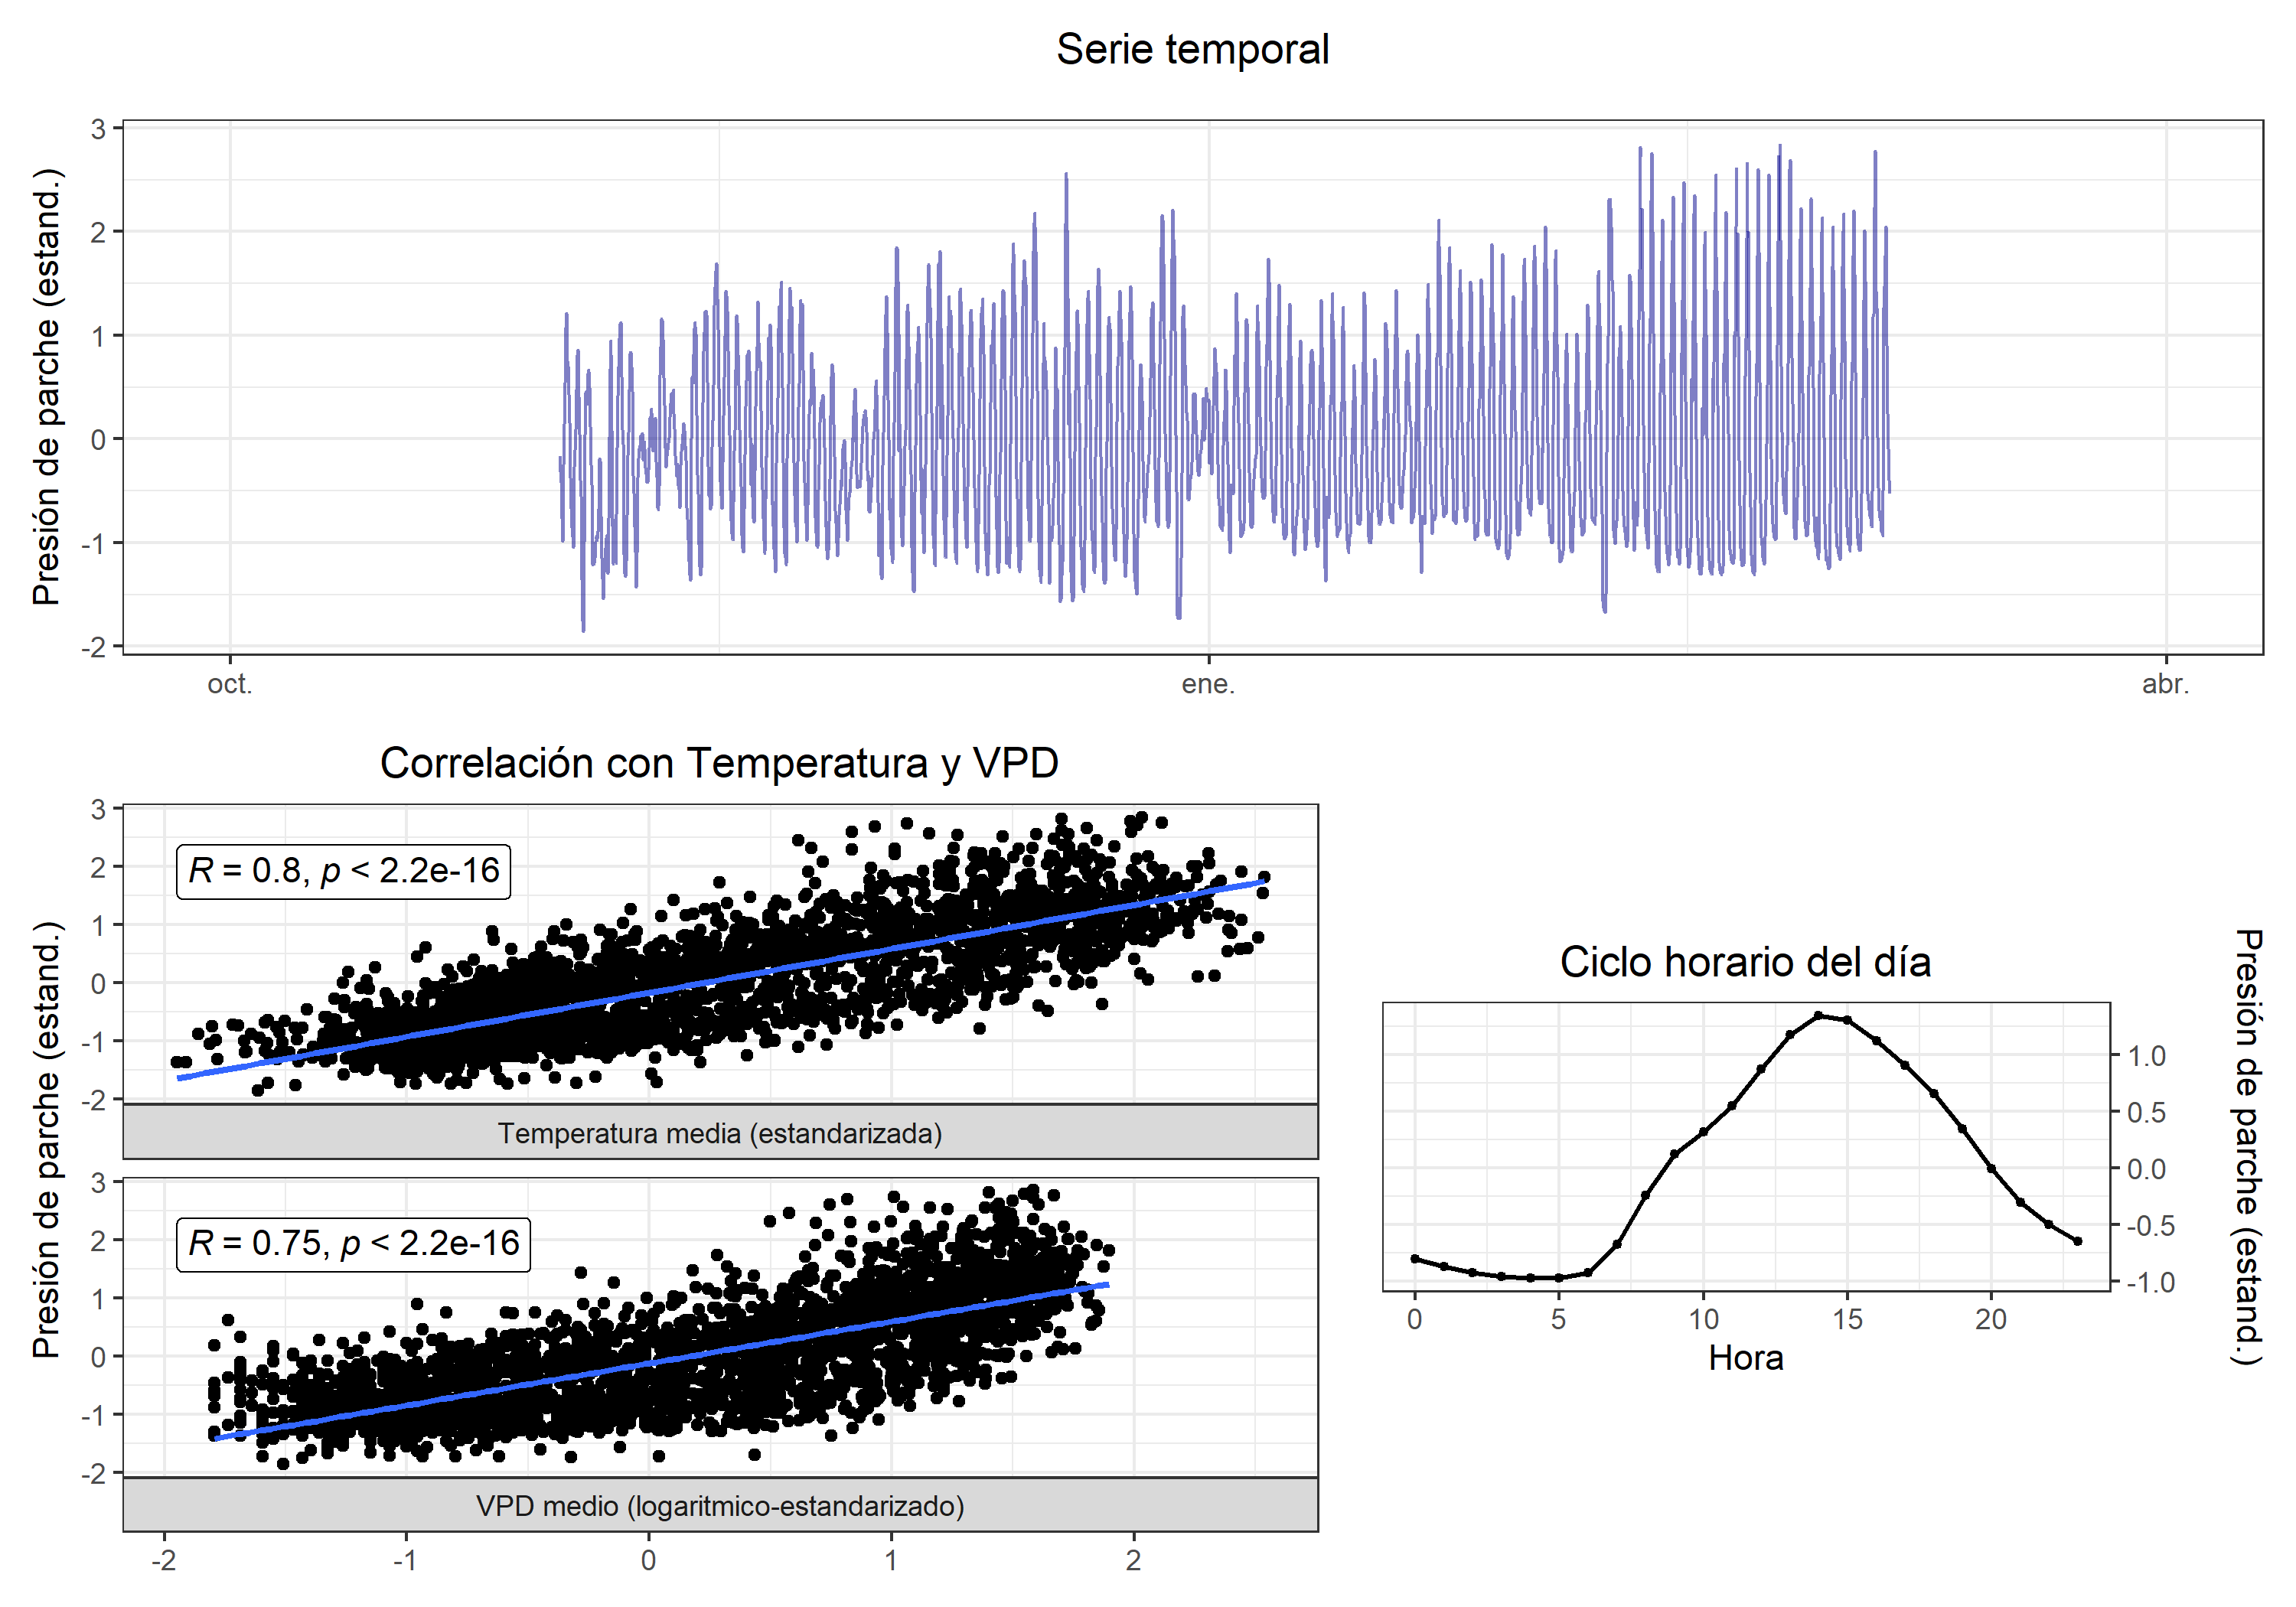 Serie temporal
Presión de parche (estand.)
3
2
1
0
-1
-2
oct.
ene.
abr.
Correlación con Temperatura y VPD
Presión de parche (estand.)
3
2
1
0
-1
-2
R = 0.8, p < 2.2e-16
Temperatura media (estandarizada)
3
2
1
0
-1
-2
R = 0.75, p < 2.2e-16
VPD medio (logaritmico-estandarizado)
-2
-1
0
1
2
Ciclo horario del día
1.0
0.5
0.0
-0.5
-1.0
Presión de parche (estand.)
0
5
10
15
20
Hora